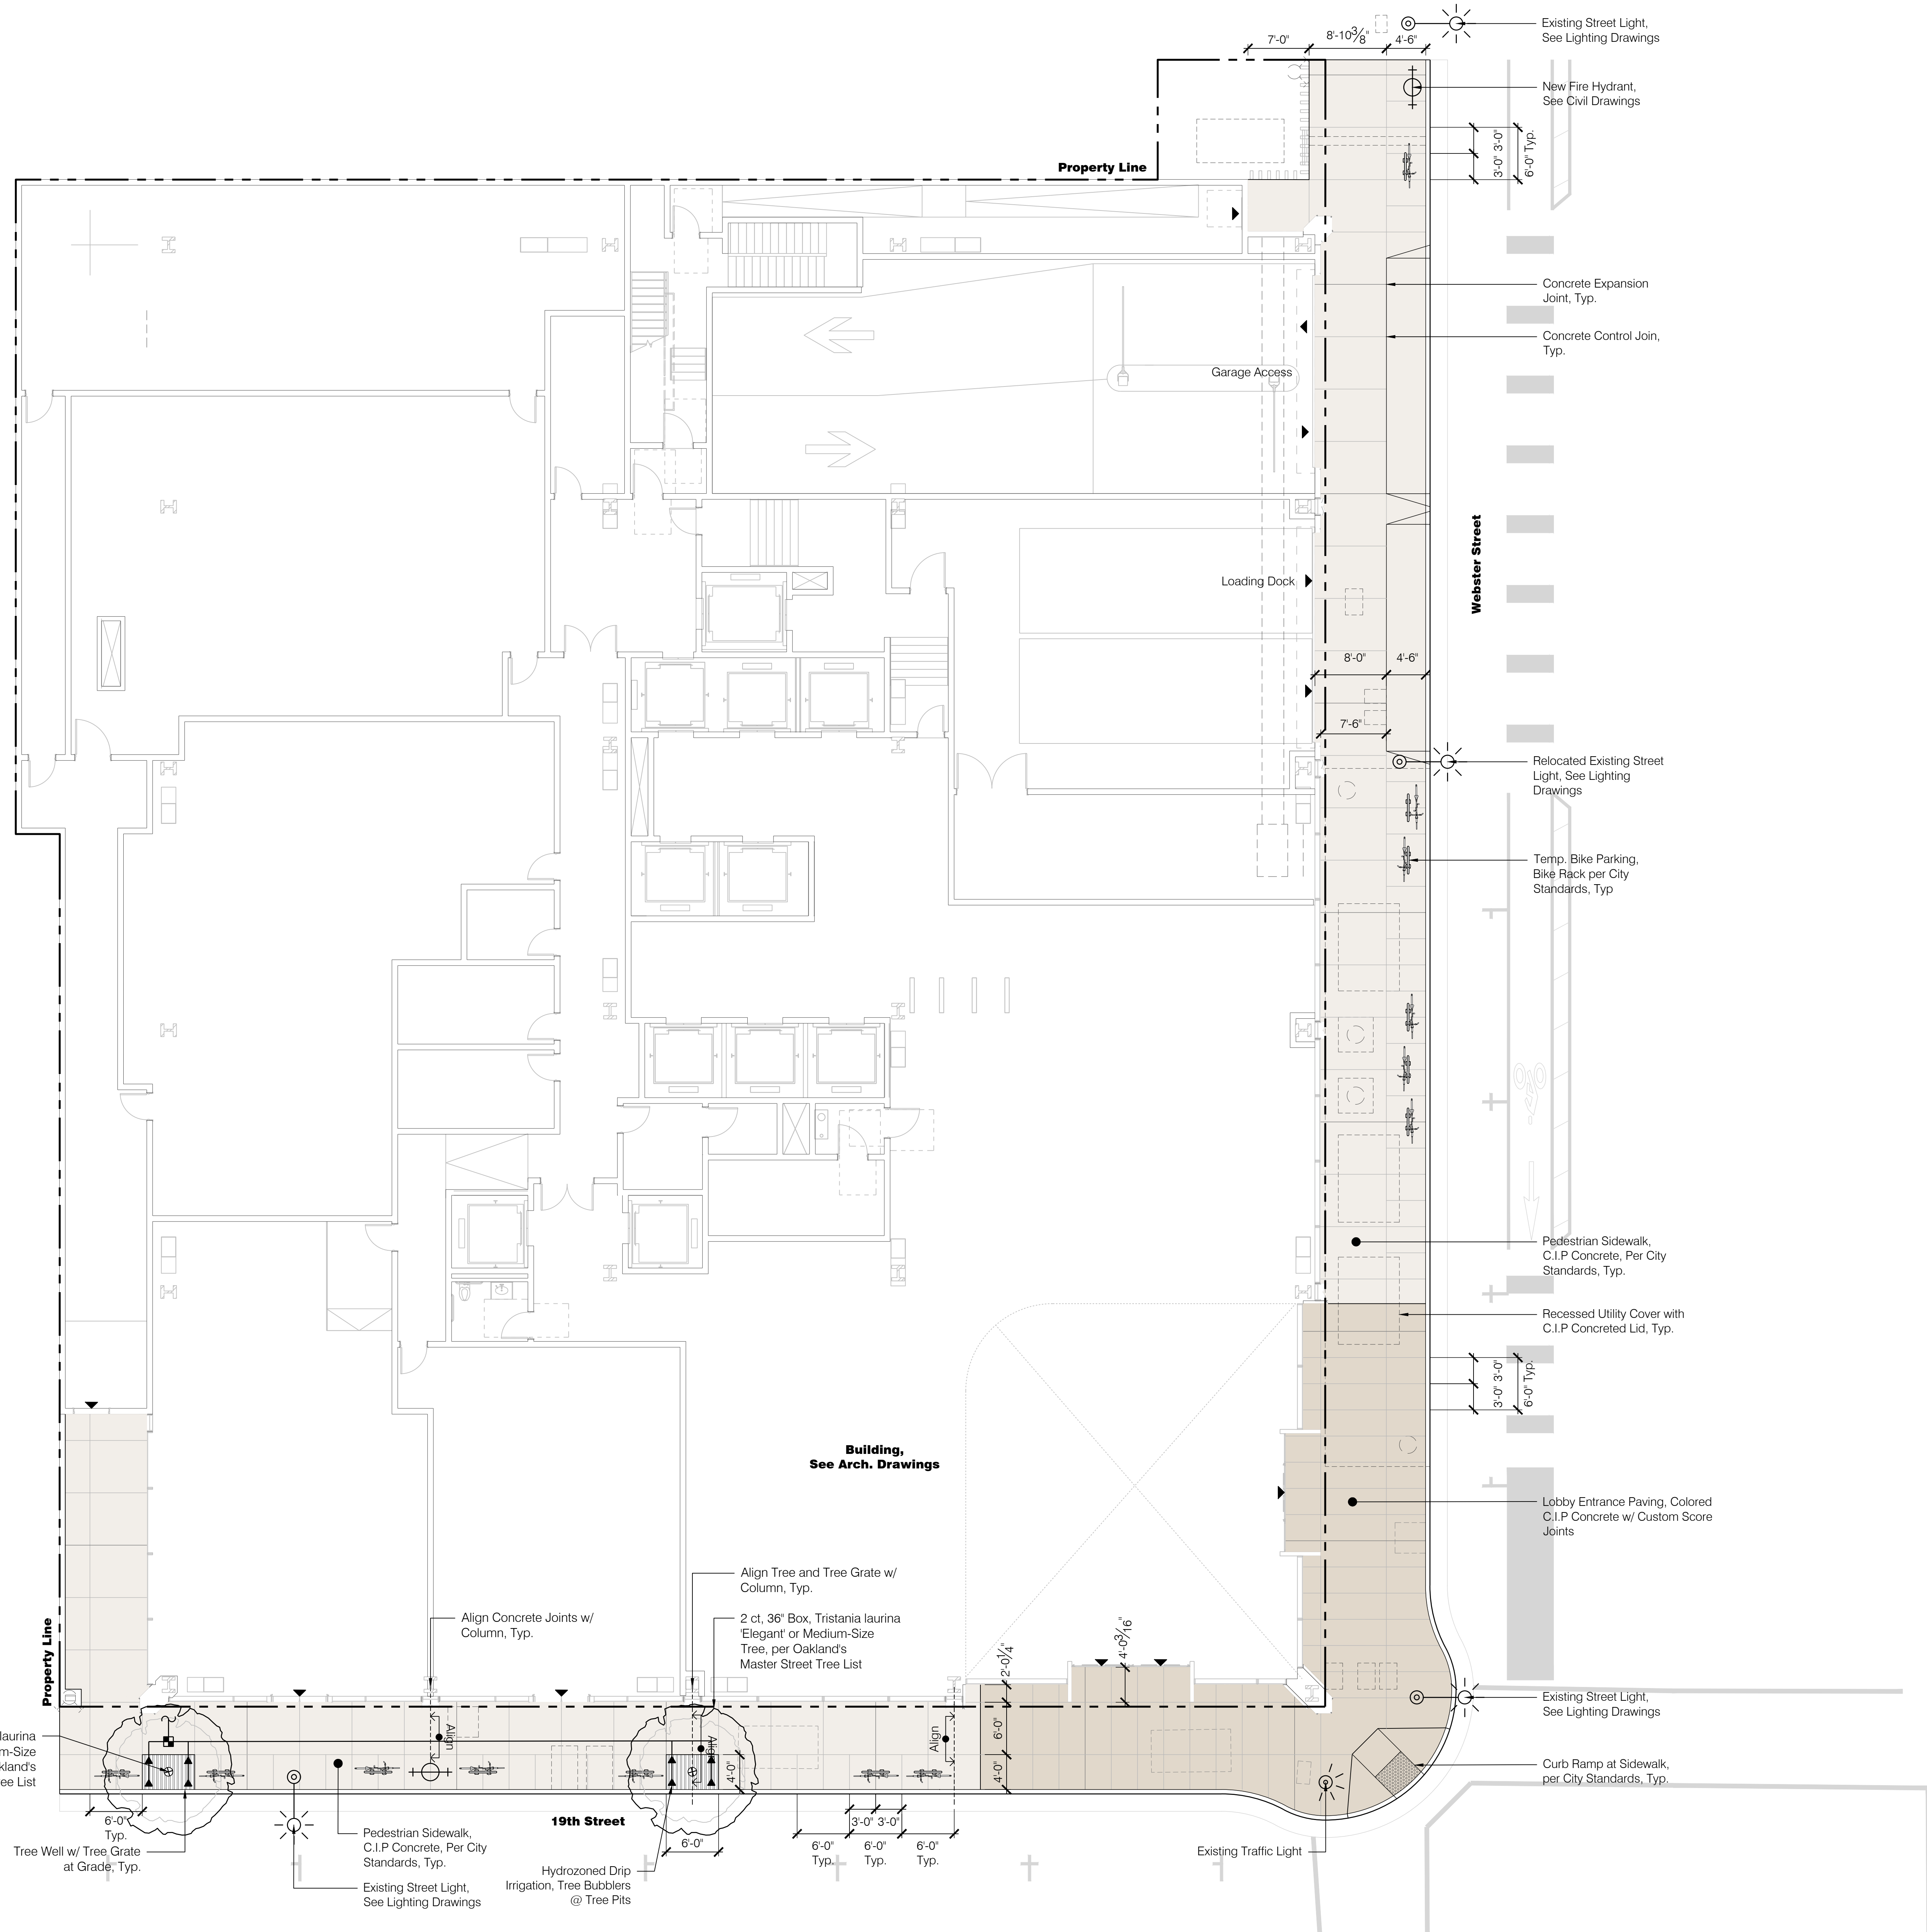 7'-0"
8'-10 3/8"
4'-6"
Existing Street Light,
See Lighting Drawings
New Fire Hydrant,
See Civil Drawings
3'-0" 3'-0"
6'-0" Typ.
Property Line
Concrete Expansion
Joint, Typ.
Concrete Control Join,
Typ.
Garage Access
Webster Street
Loading Dock
8'-0"
4'-6"
7'-6"
Relocated Existing Street
Light, See Lighting
Drawings
Temp. Bike Parking,
Bike Rack per City
Standards, Typ
Pedestrian Sidewalk,
C.I.P Concrete, Per City
Standards, Typ.
Recessed Utility Cover with
C.I.P Concreted Lid, Typ.
3'-0" 3'-0"
6'-0" Typ.
Building,
See Arch. Drawings
Lobby Entrance Paving, Colored
C.I.P Concrete w/ Custom Score
Joints
Align Tree and Tree Grate w/
Column, Typ.
Align Concrete Joints w/
Column, Typ.
2 ct, 36" Box, Tristania laurina
'Elegant' or Medium-Size
Tree, per Oakland's
Master Street Tree List
Property Line
2'-0 1/4"
4'-0 3/16"
Existing Street Light,
See Lighting Drawings
laurina
m-Size
kland's
ee List
Align
Align
Align
6'-0"
4'-0"
4'-0"
Curb Ramp at Sidewalk,
per City Standards, Typ.
6'-0"
Typ.
Tree Well w/ Tree Grate
at Grade, Typ.
Pedestrian Sidewalk,
C.I.P Concrete, Per City
Standards, Typ.
Existing Street Light,
See Lighting Drawings
19th Street
6'-0"
Hydrozoned Drip
Irrigation, Tree Bubblers
@ Tree Pits
3'-0" 3'-0"
6'-0"
Typ.
6'-0"
Typ.
6'-0"
Typ.
Existing Traffic Light